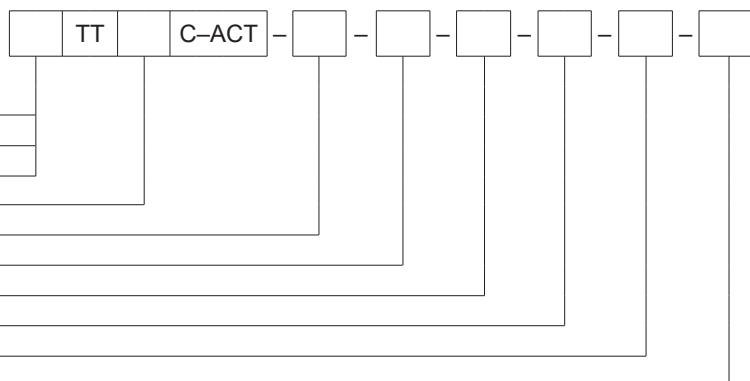 TT C–ACT – – – – – –